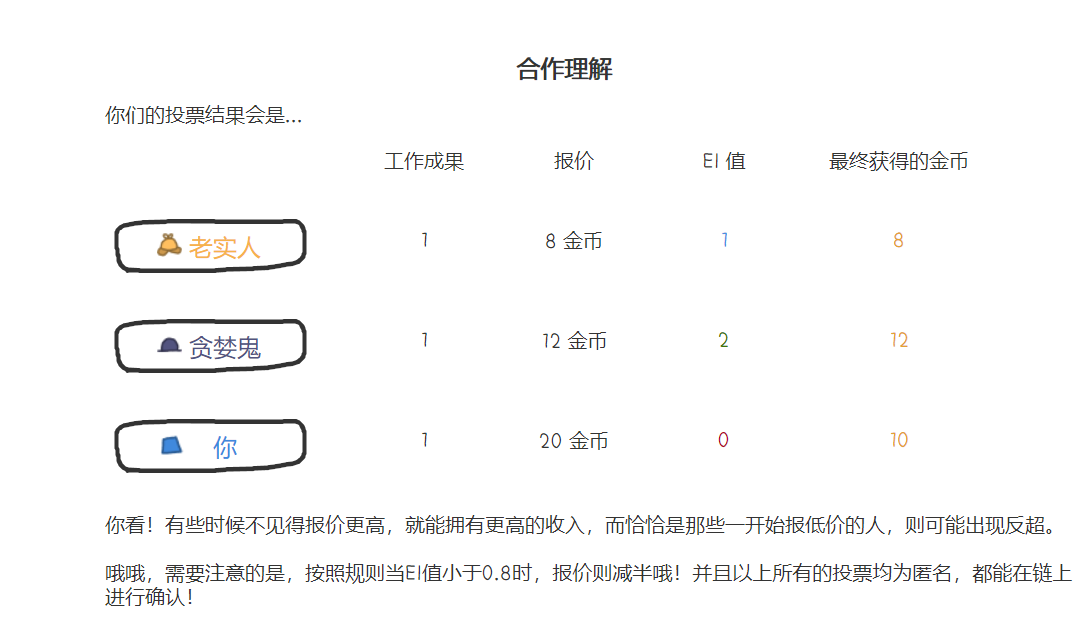 合作理解
你们的投票结果会是...
工作成果 报价 EI 值 最终获得的金币
老实人 1 8 金币 1 8
贪婪鬼 1 12 金币 2 12
你 1 20 金币 0 10
你看！有些时候不见得报价更高，就能拥有更高的收入，而恰恰是那些一开始报低价的人，则可能出现反超。
哦哦，需要注意的是，按照规则当EI值小于0.8时，报价则减半哦！并且以上所有的投票均为匿名，都能在链上
进行确认！